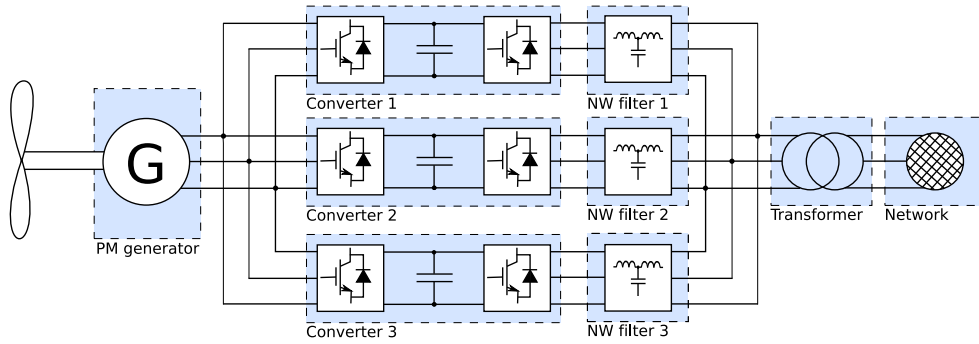 Converter 1
NW filter 1
G
PM generator
Converter 2
NW filter 2
Transformer
Network
Converter 3
NW filter 3